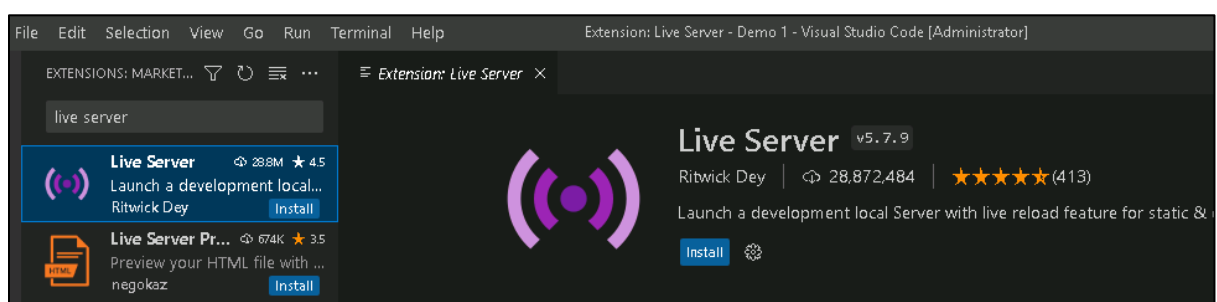 File Edit Selection View Go Run Terminal Help Extension: Live Server - Demo 1 - Visual Studio Code [Administrator]
EXTENSIONS: MARKET... Extension: Live Server
live server
Live Server 28.8M 4.5
Launch a development local...
Ritwick Dey Install
Live Server Pr... 674K 3.5
Preview your HTML file with ...
negokaz Install
HTML
Live Server v5.7.9
Ritwick Dey 28,872,484 (413)
Launch a development local Server with live reload feature for static &
Install